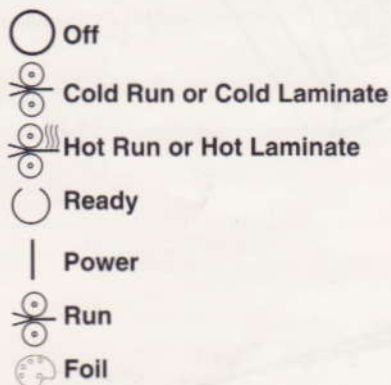 Off
Cold Run or Cold Laminate
Hot Run or Hot Laminate
Ready
Power
Run
Foil